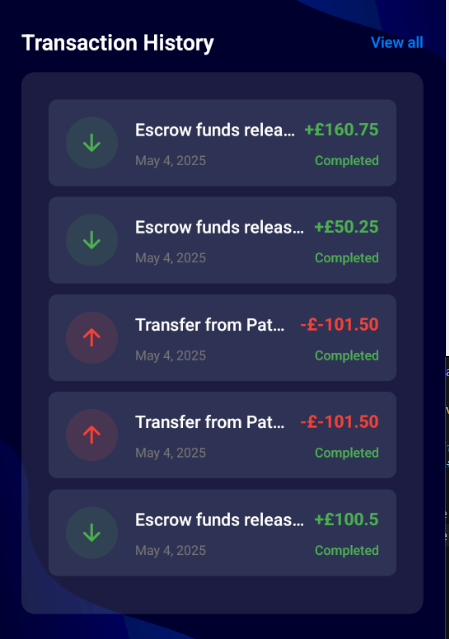 Transaction History
View all
Escrow funds relea... +£160.75
May 4, 2025 Completed
Escrow funds releas... +£50.25
May 4, 2025 Completed
Transfer from Pat... -£-101.50
May 4, 2025 Completed
Transfer from Pat... -£-101.50
May 4, 2025 Completed
Escrow funds releas... +£100.5
May 4, 2025 Completed